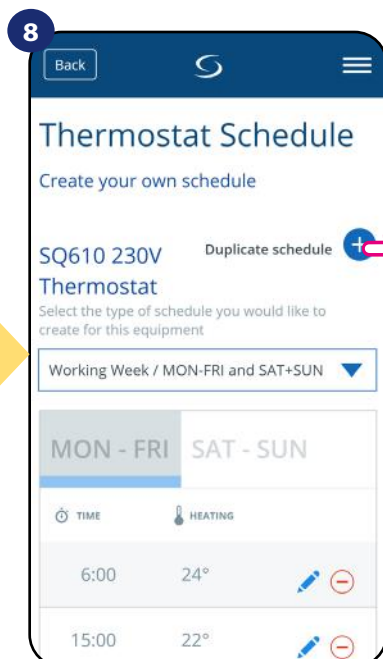 8
Back
Thermostat Schedule
Create your own schedule
SQ610 230V Duplicate schedule +
Thermostat
Select the type of schedule you would like to
create for this equipment
Working Week / MON-FRI and SAT+SUN
MON - FRI SAT - SUN
TIME HEATING
6:00 24°
15:00 22°